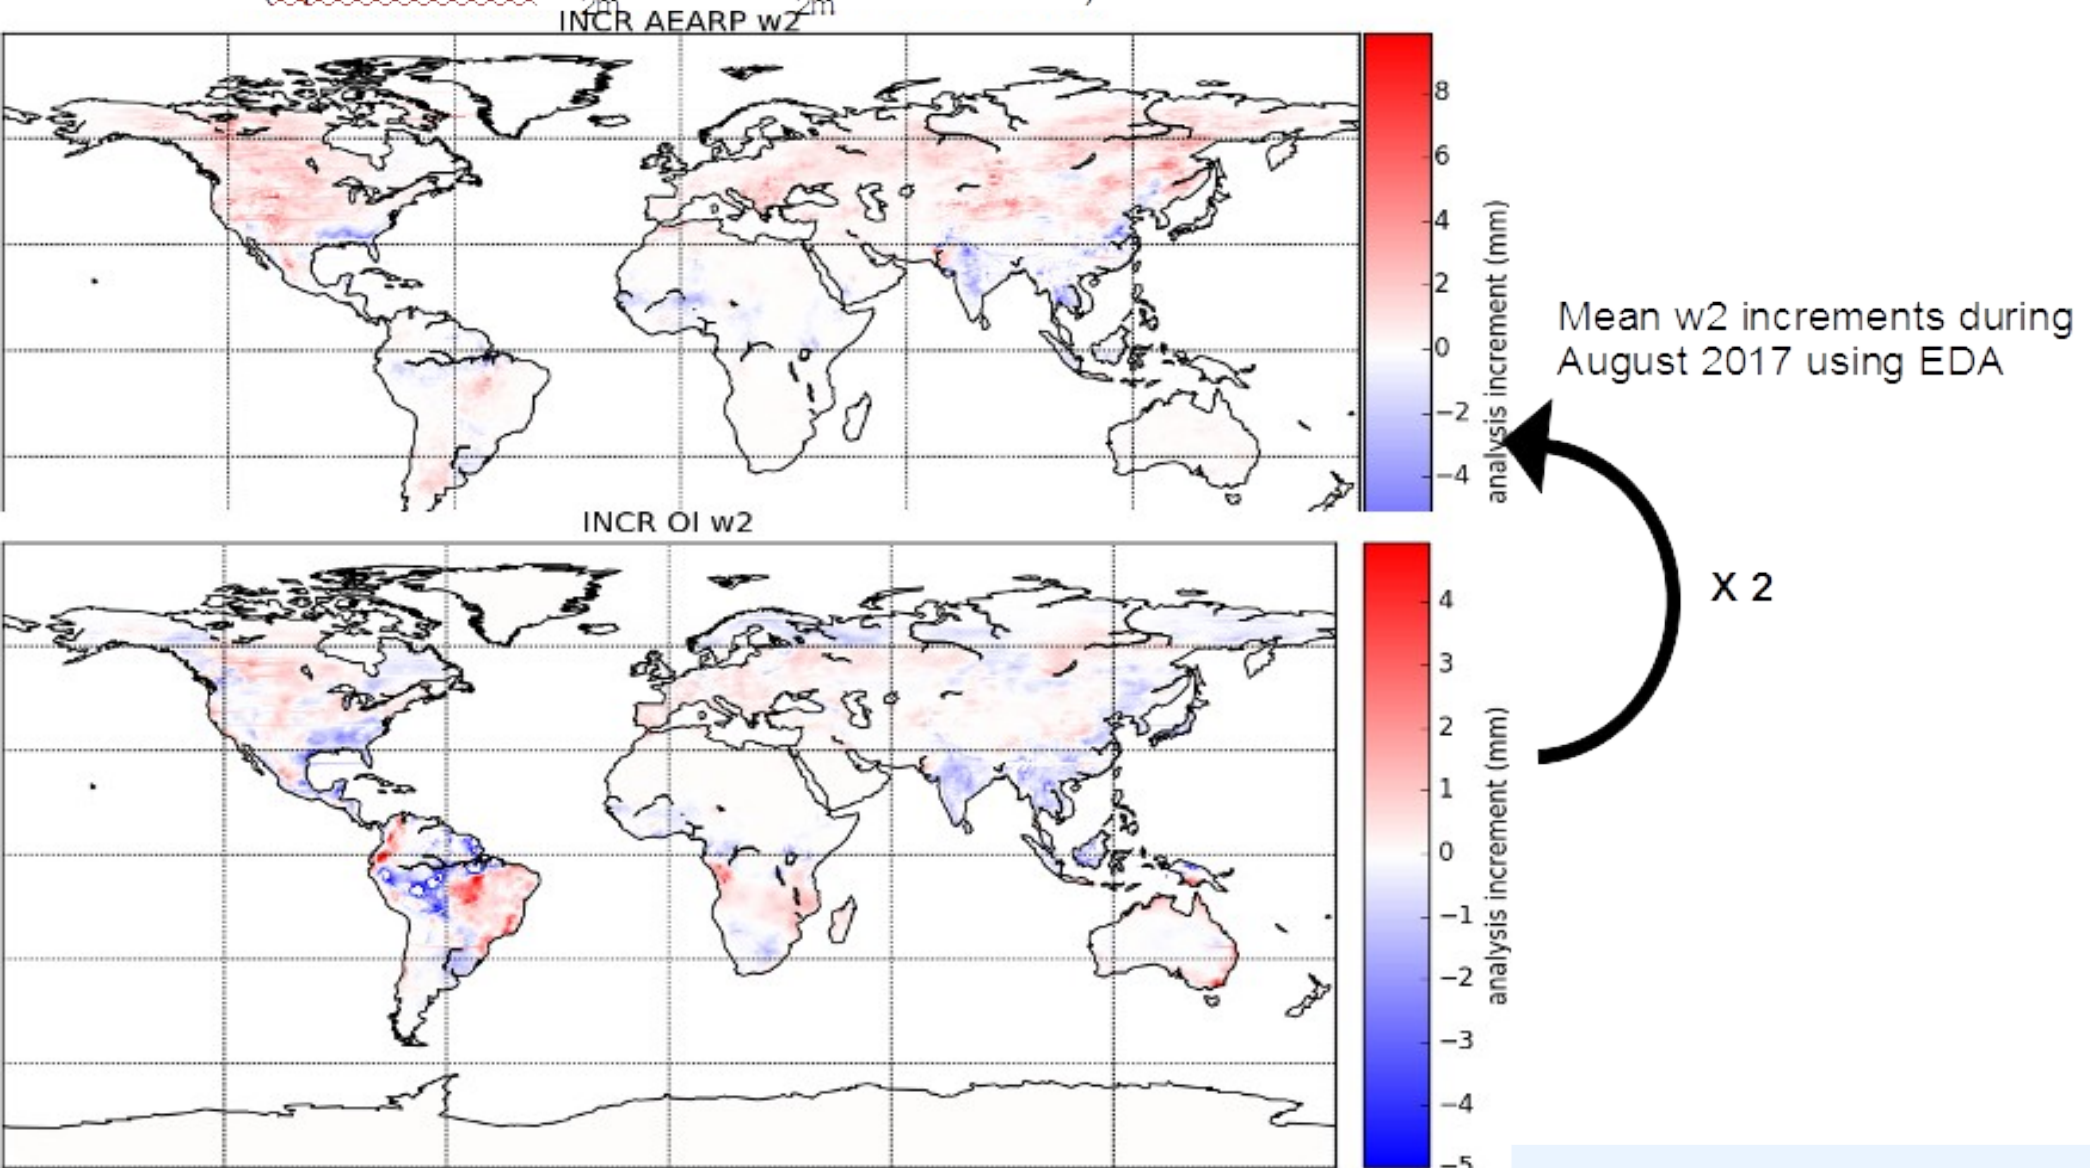 2m 2m
INCR AEARP w2
8
6
4
2
0
−2
−4
analysis increment (mm)
Mean w2 increments during
August 2017 using EDA
X 2
INCR OI w2
4
3
2
1
0
−1
−2
−3
−4
−5
analysis increment (mm)